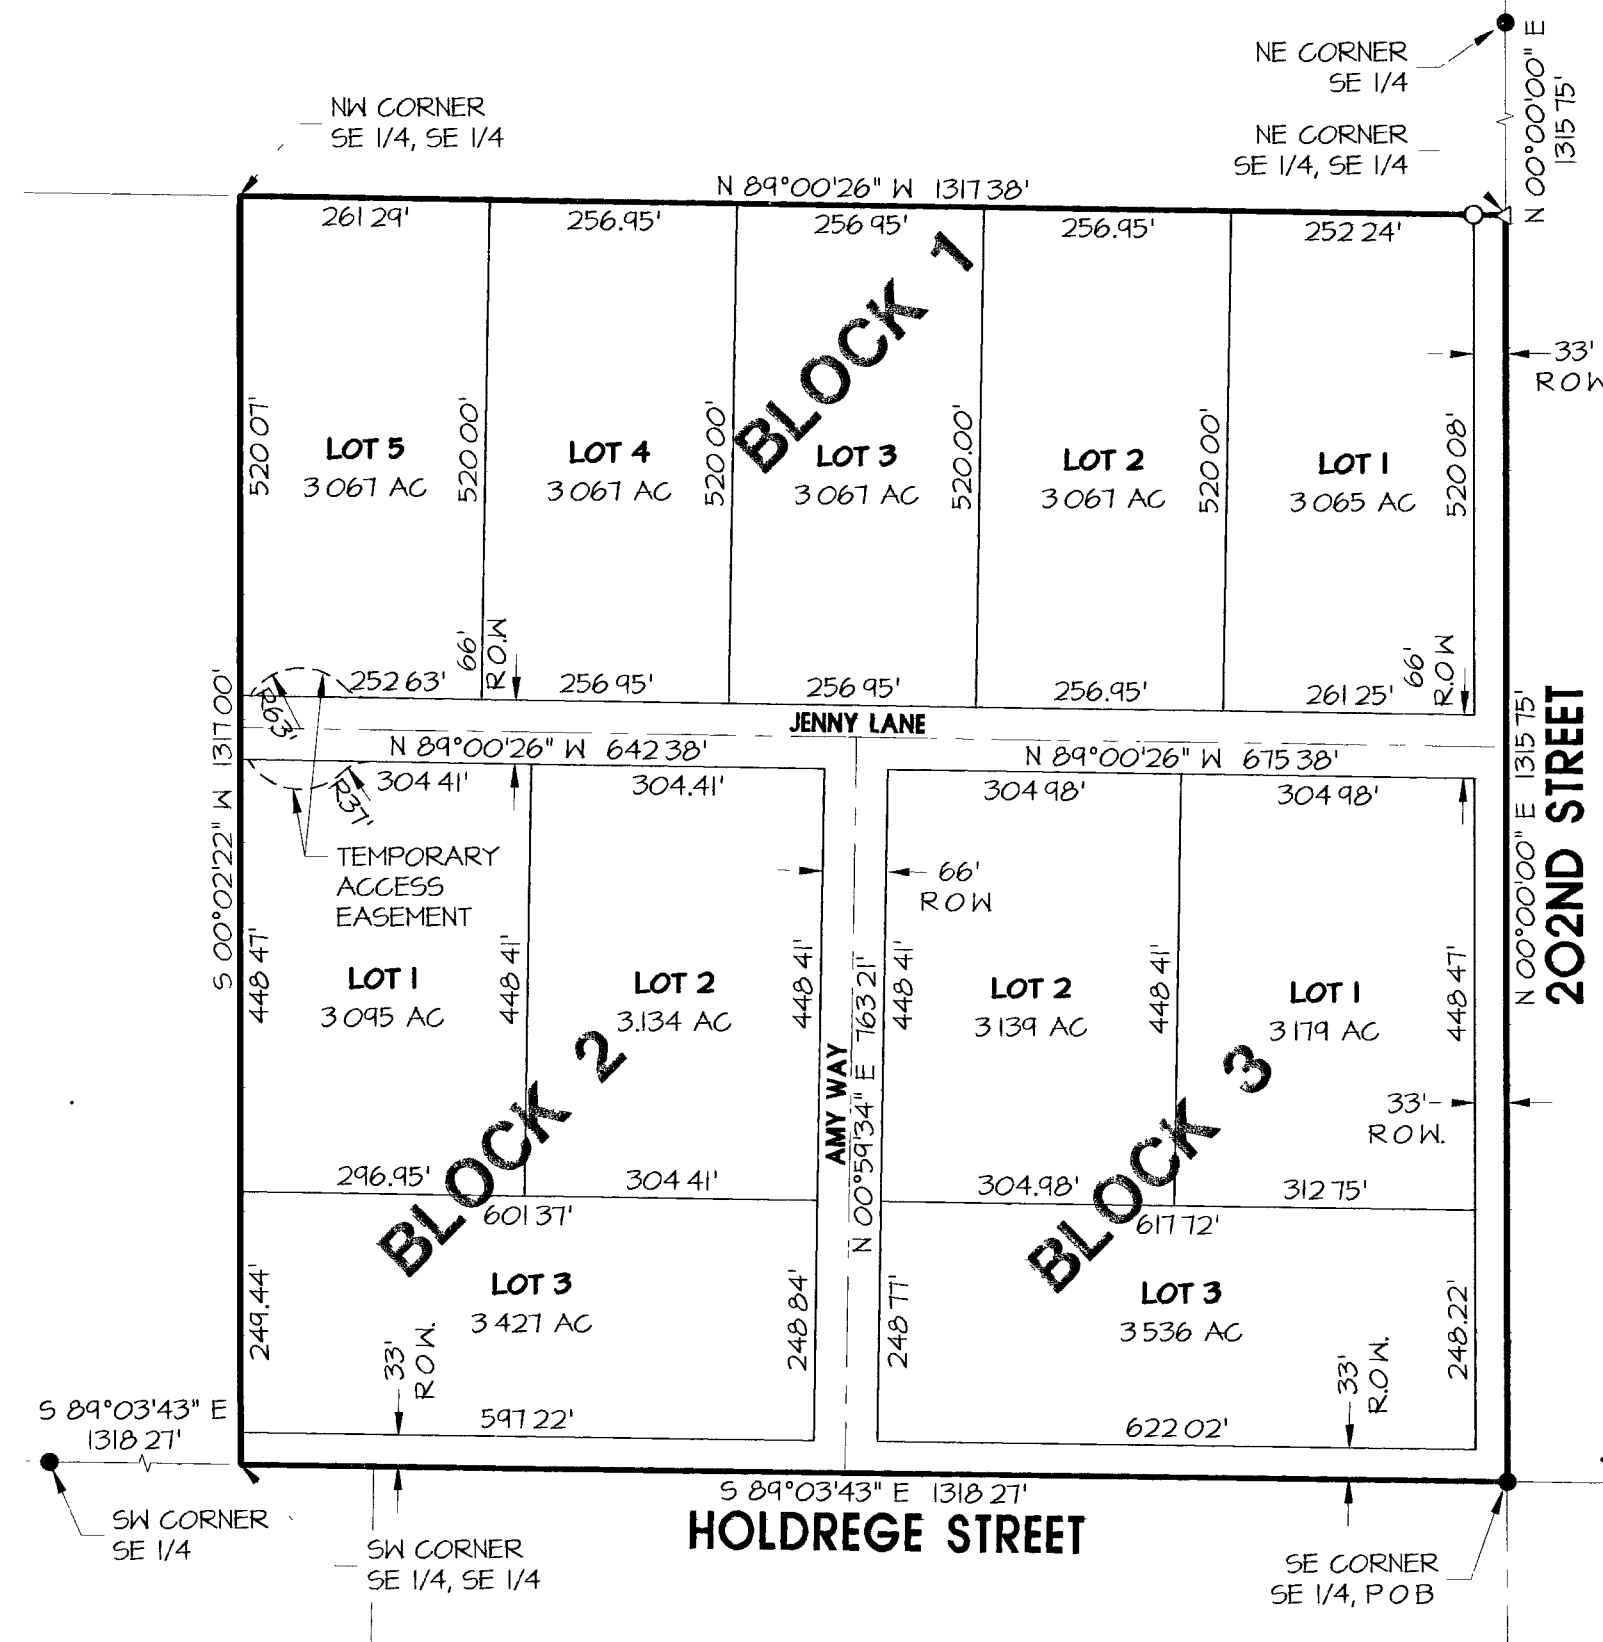 NE CORNER
SE 1/4
N 00°00'00" E
1315 75'
NW CORNER
SE 1/4, SE 1/4
NE CORNER
SE 1/4, SE 1/4
N 89°00'26" W 1317 38'
261 29'
256.95'
256 95'
256.95'
252 24'
BLOCK 1
33'
ROW
520 07'
LOT 5
3 067 AC
520 00'
LOT 4
3 067 AC
520 00'
LOT 3
3 067 AC
520.00'
LOT 2
3 067 AC
520 00'
LOT 1
3 065 AC
520 08'
66'
R.O.W
66'
R.O W
252 63'
256 95'
256 95'
256.95'
261 25'
R63'
JENNY LANE
N 89°00'26" W 642 38'
N 89°00'26" W 675 38'
304 41'
304.41'
304 98'
304 98'
R37'
S 00°02'22" W 1317 00'
N 00°00'00" E 1315 75'
202ND STREET
TEMPORARY
ACCESS
EASEMENT
66'
ROW
448 47'
LOT 1
3 095 AC
448 41'
LOT 2
3.134 AC
448 41'
AMY WAY
N 00°59'34" E 763 21'
448 41'
LOT 2
3 139 AC
448 41'
LOT 1
3 179 AC
448 47'
BLOCK 2
BLOCK 3
33'
ROW.
296.95'
304 41'
304.98'
312 75'
601 37'
617 72'
249.44'
LOT 3
3 427 AC
248 84'
248 77'
LOT 3
3 536 AC
248.22'
33'
R O W.
33'
R.O.W.
597 22'
622 02'
S 89°03'43" E
1318 27'
S 89°03'43" E 1318 27'
HOLDREGE STREET
SW CORNER
SE 1/4
SW CORNER
SE 1/4, SE 1/4
SE CORNER
SE 1/4, P O B